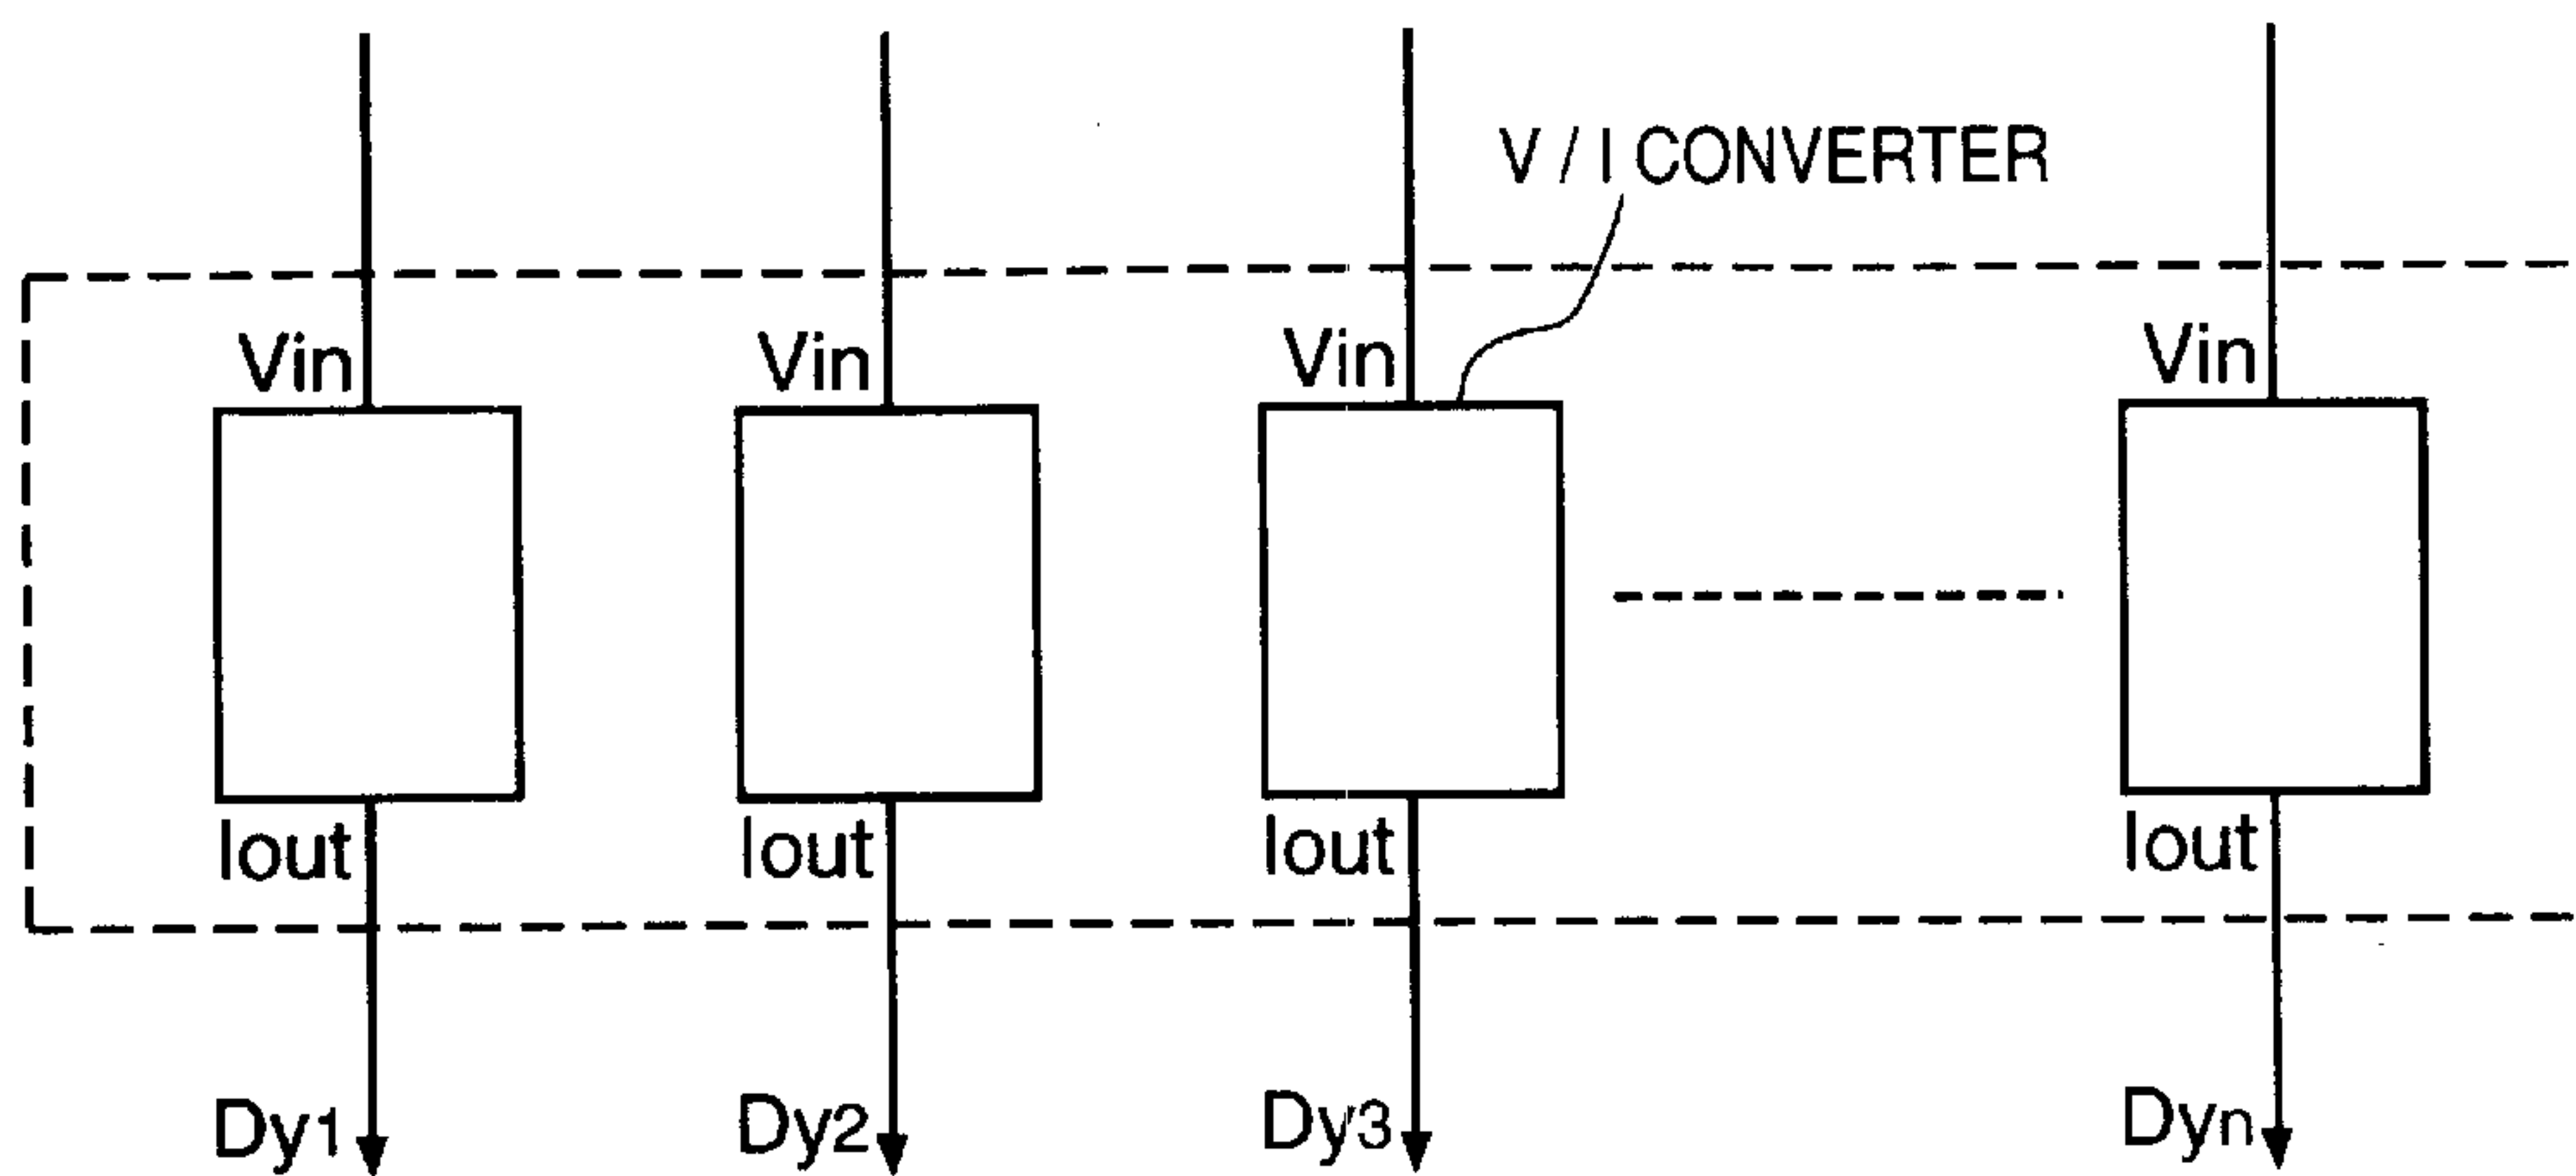 V / I CONVERTER
Vin Vin Vin Vin
Iout Iout Iout Iout
Dy1 Dy2 Dy3 Dyn